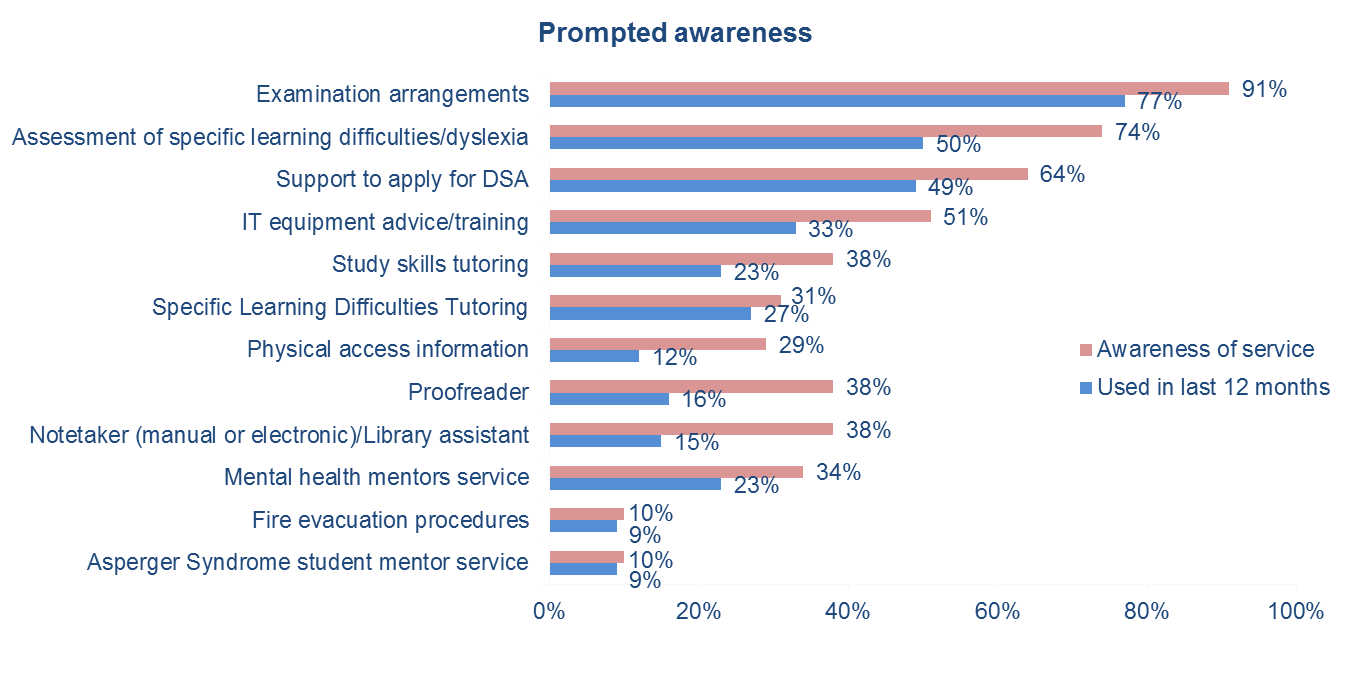 Prompted awareness
Examination arrangements
91%
77%
Assessment of specific learning difficulties/dyslexia
74%
50%
Support to apply for DSA
64%
49%
IT equipment advice/training
51%
33%
Study skills tutoring
38%
23%
Specific Learning Difficulties Tutoring
31%
27%
Physical access information
29%
12%
Awareness of service
Used in last 12 months
Proofreader
38%
16%
Notetaker (manual or electronic)/Library assistant
38%
15%
Mental health mentors service
34%
23%
Fire evacuation procedures
10%
9%
Asperger Syndrome student mentor service
10%
9%
0% 20% 40% 60% 80% 100%